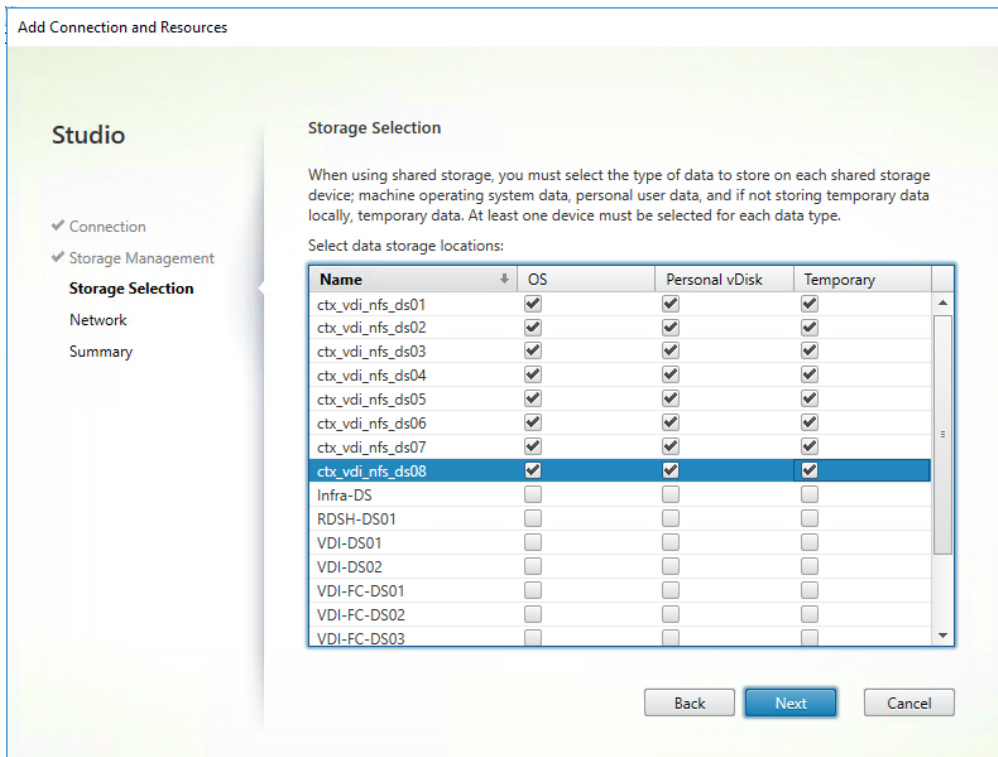 Add Connection and Resources
Studio
Connection
Storage Management
Storage Selection
Network
Summary
Storage Selection
When using shared storage, you must select the type of data to store on each shared storage
device; machine operating system data, personal user data, and if not storing temporary data
locally, temporary data. At least one device must be selected for each data type.
Select data storage locations:
Name OS Personal vDisk Temporary
ctx_vdi_nfs_ds01
ctx_vdi_nfs_ds02
ctx_vdi_nfs_ds03
ctx_vdi_nfs_ds04
ctx_vdi_nfs_ds05
ctx_vdi_nfs_ds06
ctx_vdi_nfs_ds07
ctx_vdi_nfs_ds08
Infra-DS
RDSH-DS01
VDI-DS01
VDI-DS02
VDI-FC-DS01
VDI-FC-DS02
VDI-FC-DS03
Back Next Cancel